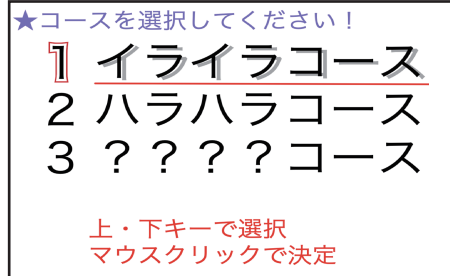 ★コースを選択してください！
1 イライラコース
2 ハラハラコース
3 ？？？？コース
上・下キーで選択
マウスクリックで決定